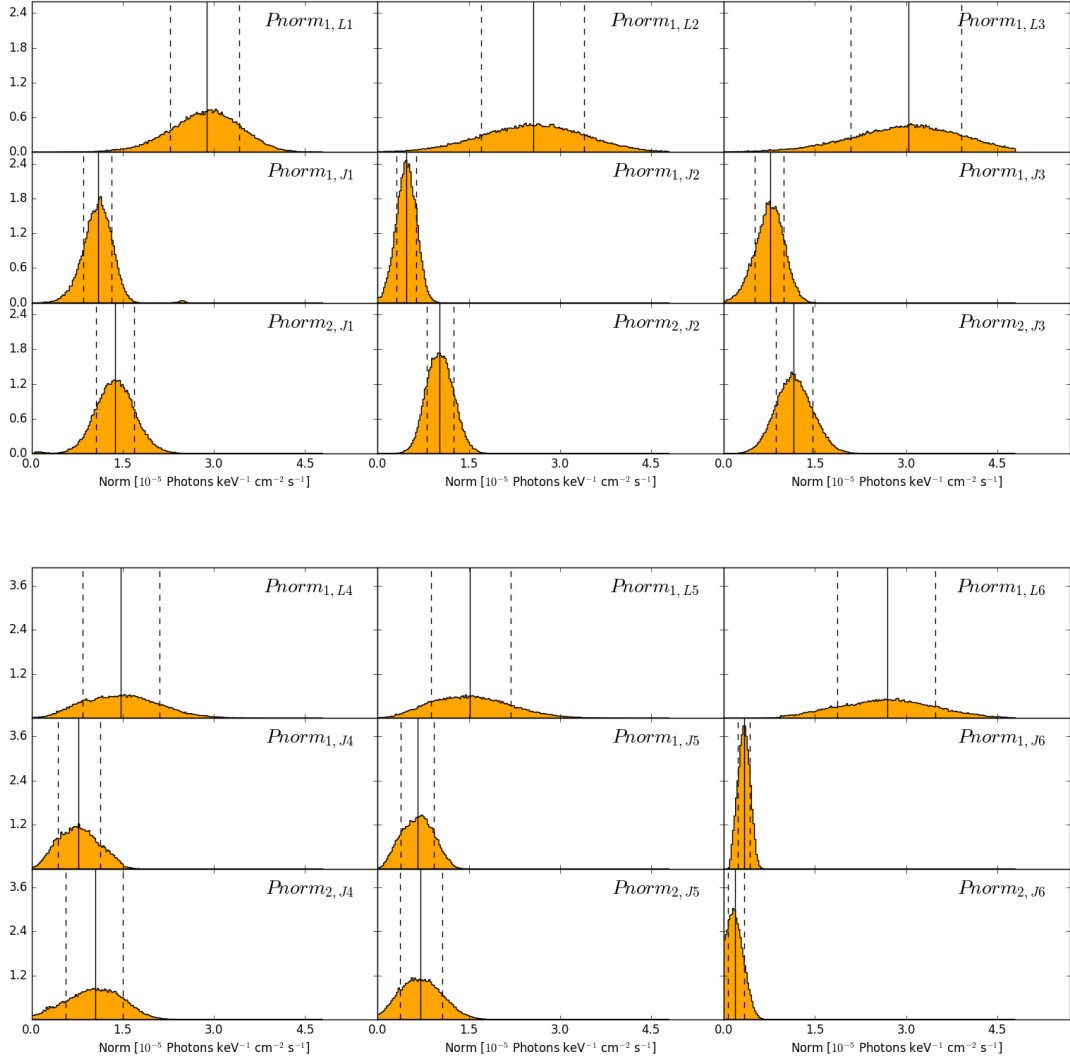 2.4 1.8 1.2 0.6 0.0
Pnorm₁,L1 Pnorm₁,L2 Pnorm₁,L3
2.4 1.8 1.2 0.6 0.0
Pnorm₁,J1 Pnorm₁,J2 Pnorm₁,J3
2.4 1.8 1.2 0.6 0.0
Pnorm₂,J1 Pnorm₂,J2 Pnorm₂,J3
0.0 1.5 3.0 4.5 0.0 1.5 3.0 4.5 0.0 1.5 3.0 4.5
Norm [10⁻⁵ Photons keV⁻¹ cm⁻² s⁻¹] Norm [10⁻⁵ Photons keV⁻¹ cm⁻² s⁻¹] Norm [10⁻⁵ Photons keV⁻¹ cm⁻² s⁻¹]
3.6 2.4 1.2
Pnorm₁,L4 Pnorm₁,L5 Pnorm₁,L6
3.6 2.4 1.2
Pnorm₁,J4 Pnorm₁,J5 Pnorm₁,J6
3.6 2.4 1.2
Pnorm₂,J4 Pnorm₂,J5 Pnorm₂,J6
0.0 1.5 3.0 4.5 0.0 1.5 3.0 4.5 0.0 1.5 3.0 4.5
Norm [10⁻⁵ Photons keV⁻¹ cm⁻² s⁻¹] Norm [10⁻⁵ Photons keV⁻¹ cm⁻² s⁻¹] Norm [10⁻⁵ Photons keV⁻¹ cm⁻² s⁻¹]